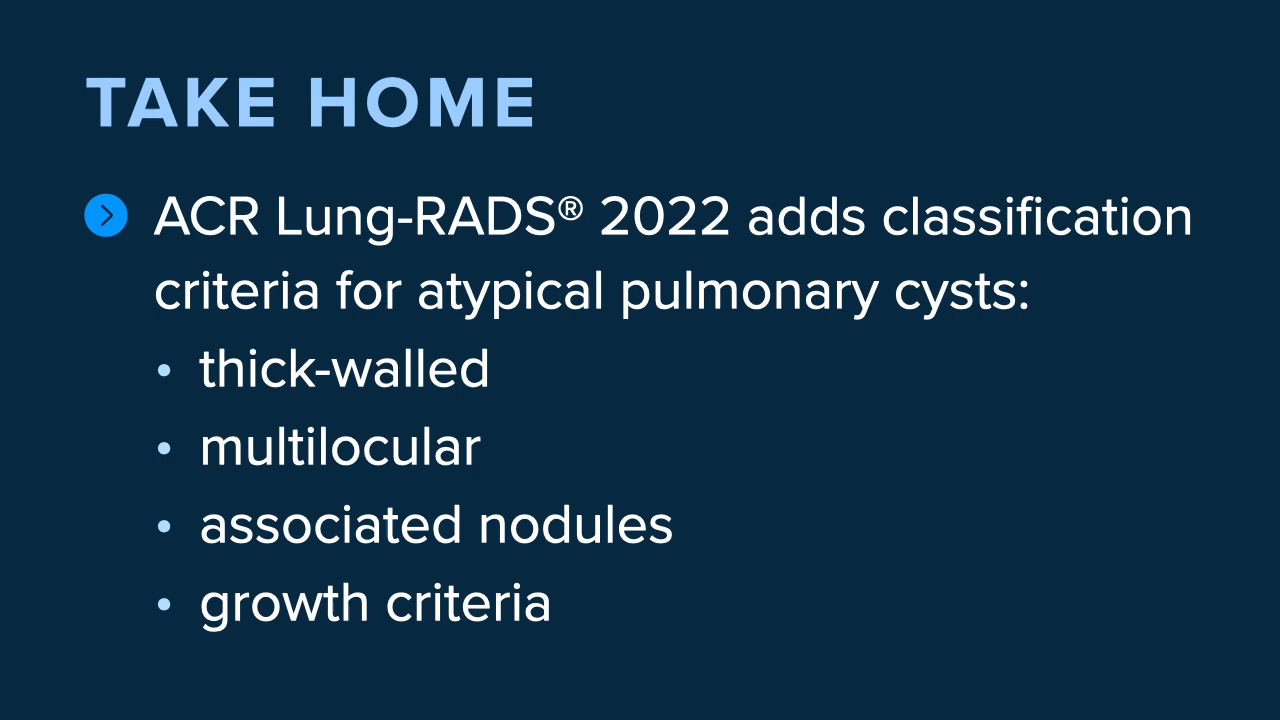 TAKE HOME
ACR Lung-RADS® 2022 adds classification
criteria for atypical pulmonary cysts:
• thick-walled
• multilocular
• associated nodules
• growth criteria